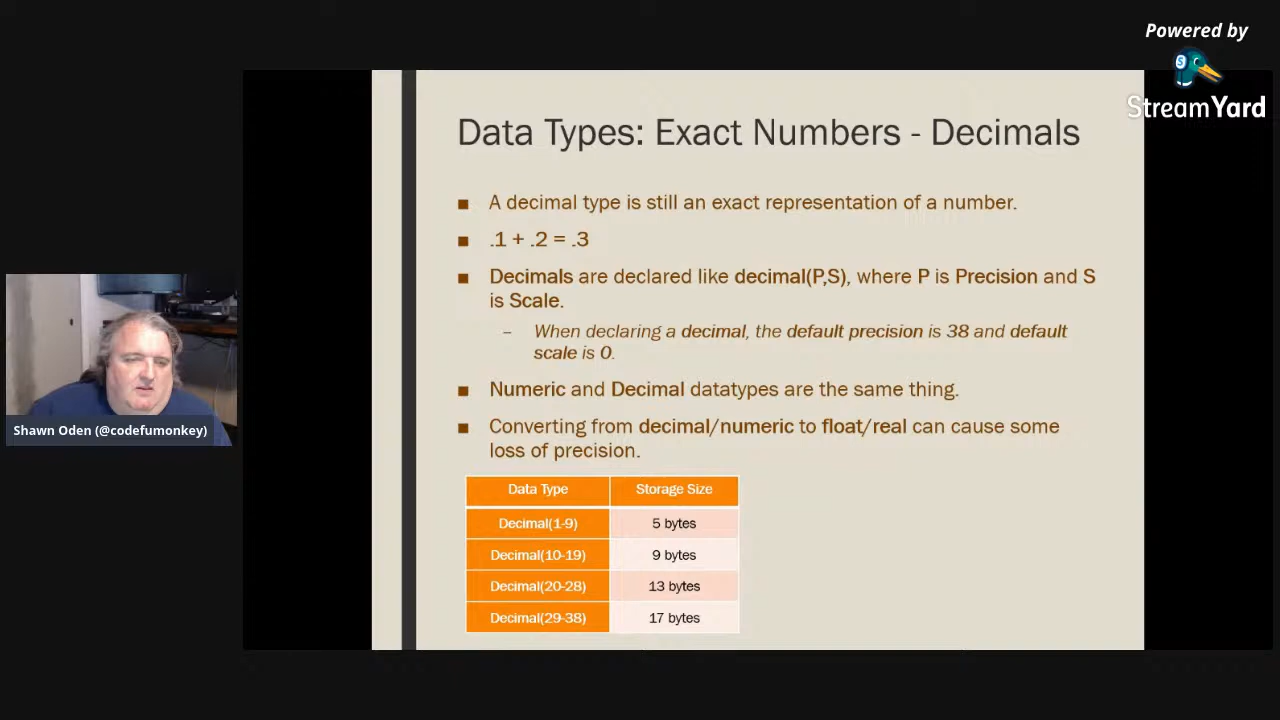 Powered by
StreamYard
Data Types: Exact Numbers - Decimals
■ A decimal type is still an exact representation of a number.
■ .1 + .2 = .3
■ Decimals are declared like decimal(P,S), where P is Precision and S
is Scale.
– When declaring a decimal, the default precision is 38 and default
scale is 0.
■ Numeric and Decimal datatypes are the same thing.
■ Converting from decimal/numeric to float/real can cause some
loss of precision.
Data Type Storage Size
Decimal(1-9) 5 bytes
Decimal(10-19) 9 bytes
Decimal(20-28) 13 bytes
Decimal(29-38) 17 bytes
Shawn Oden (@codefumonkey)